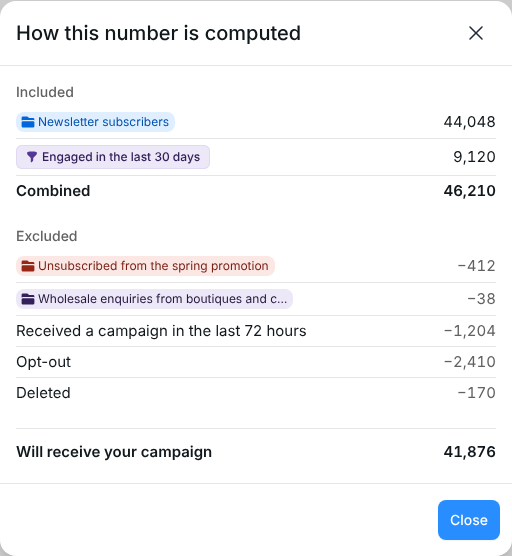 How this number is computed
Included
Newsletter subscribers 44,048
Engaged in the last 30 days 9,120
Combined 46,210
Excluded
Unsubscribed from the spring promotion −412
Wholesale enquiries from boutiques and c... −38
Received a campaign in the last 72 hours −1,204
Opt-out −2,410
Deleted −170
Will receive your campaign 41,876
Close